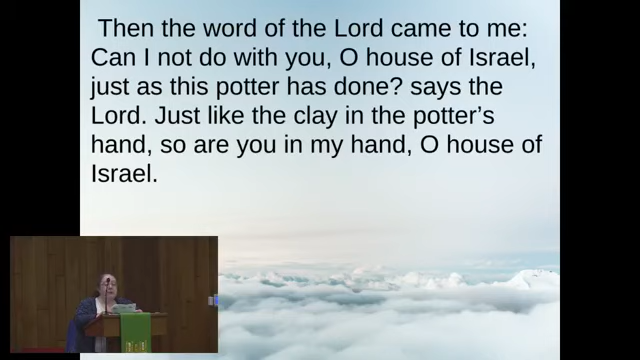 Then the word of the Lord came to me:
Can I not do with you, O house of Israel,
just as this potter has done? says the
Lord. Just like the clay in the potter's
hand, so are you in my hand, O house of
Israel.